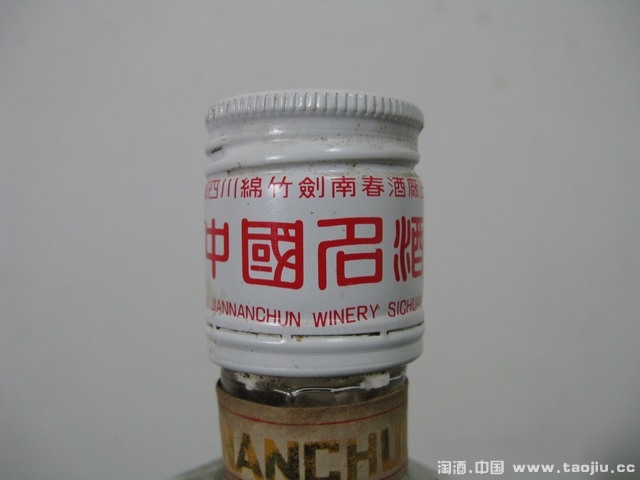 四川綿竹劍南春酒廠
中國名酒
JIANNANCHUN WINERY SICHUA
NANCHU
淘酒.中国 www.taojiu.cc